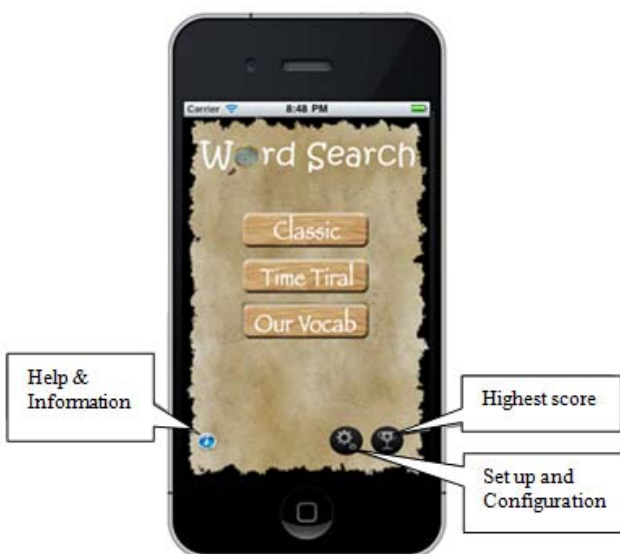 Carrier 8:48 PM
Word Search
Classic
Time Tiral
Our Vocab
Help &
Information
Highest score
Set up and
Configuration